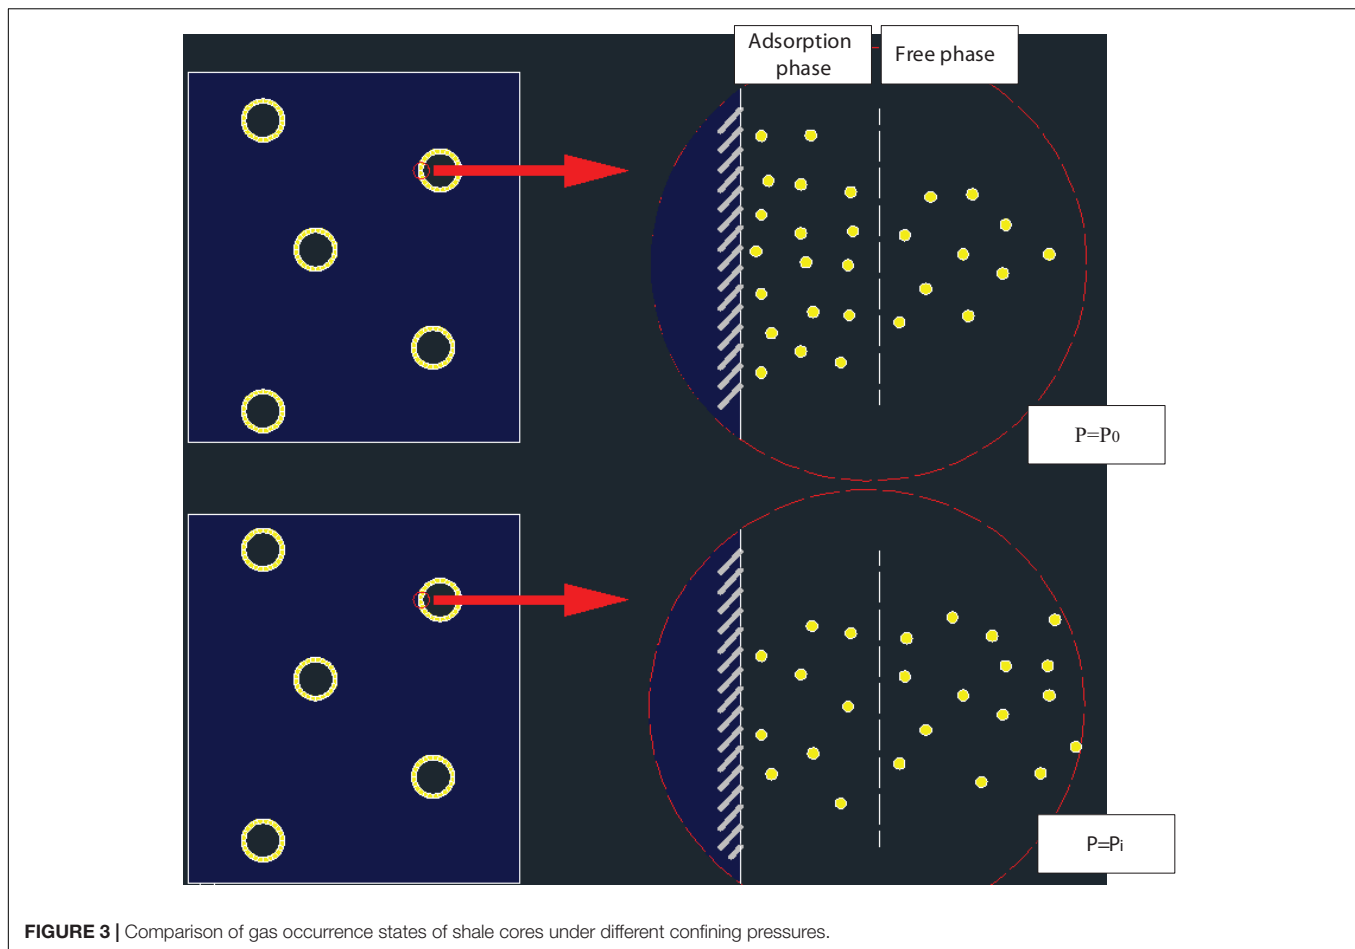 Adsorption
phase
Free phase
P=P0
P=Pi
FIGURE 3 | Comparison of gas occurrence states of shale cores under different confining pressures.